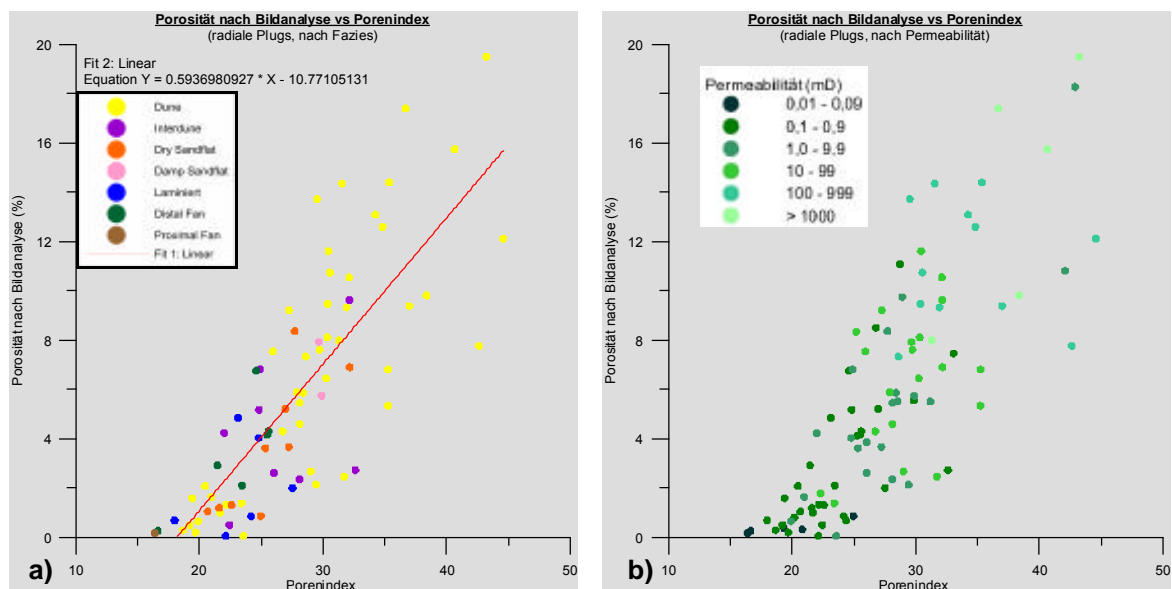 Porosität nach Bildanalyse vs Porenindex
(radiale Plugs, nach Fazies)
Fit 2: Linear
Equation Y = 0.5936980927 * X - 10.77105131
Dune
Interdune
Dry Sandflat
Damp Sandflat
Laminiert
Distal Fan
Proximal Fan
Fit 1: Linear
Porosität nach Bildanalyse (%)
20
16
12
8
4
0
10
20
30
40
50
Porenindex
a)
Porosität nach Bildanalyse vs Porenindex
(radiale Plugs, nach Permeabilität)
Permeabilität (mD)
0,01 - 0,09
0,1 - 0,9
1,0 - 9,9
10 - 99
100 - 999
> 1000
Porosität nach Bildanalyse (%)
20
16
12
8
4
0
10
20
30
40
50
Porenindex
b)